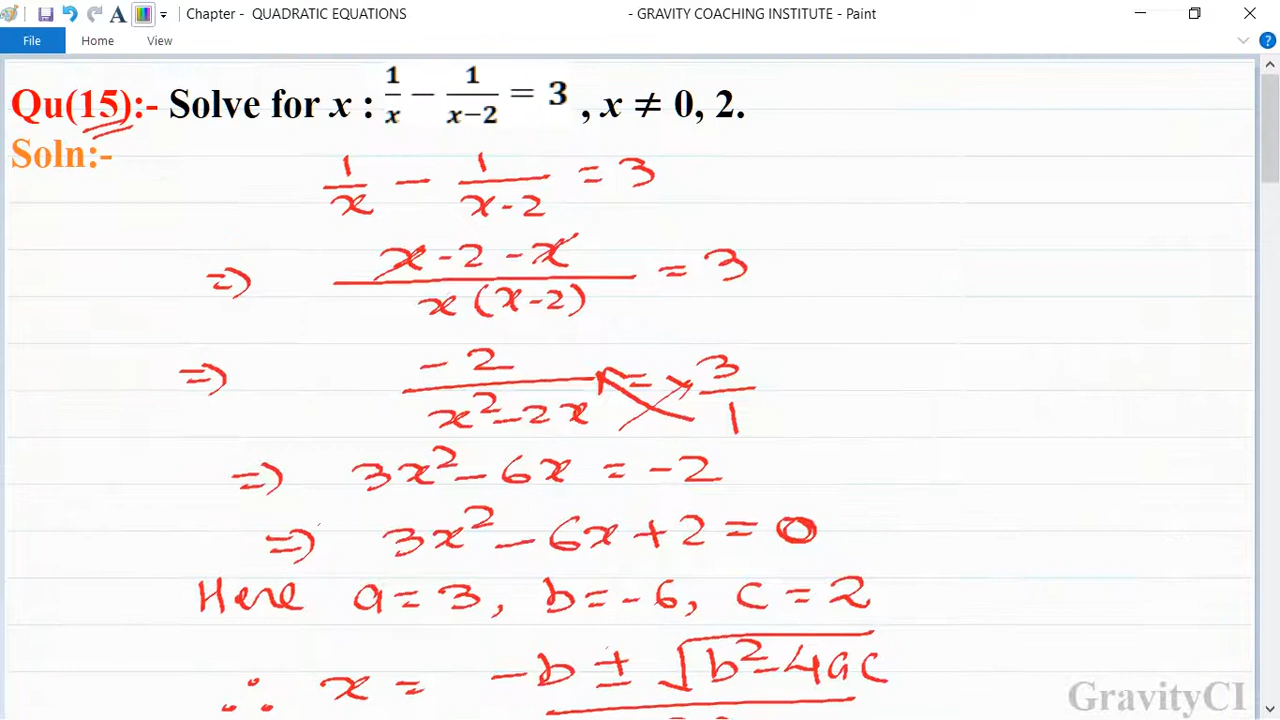 Chapter - QUADRATIC EQUATIONS - GRAVITY COACHING INSTITUTE - Paint
File Home View
Qu(15):- Solve for x : 1/x − 1/(x−2) = 3 , x ≠ 0, 2.
Soln:-
1/x - 1/(x-2) = 3
=> (x - 2 - x)/(x(x-2)) = 3
=> -2/(x²-2x) = 3/1
=> 3x² - 6x = -2
=> 3x² - 6x + 2 = 0
Here a = 3, b = -6, c = 2
∴ x = -b ± √(b²-4ac)
GravityCI